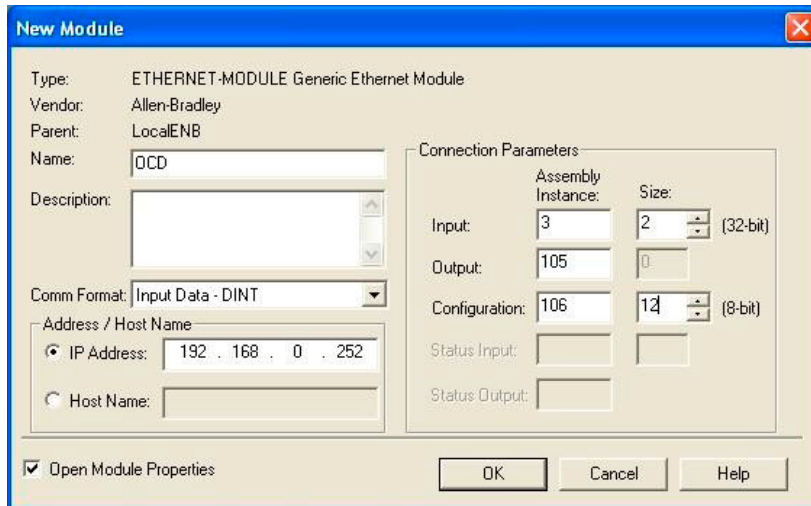 New Module
Type: ETHERNET-MODULE Generic Ethernet Module
Vendor: Allen-Bradley
Parent: LocalENB
Name: OCD
Description:
Comm Format: Input Data - DINT
Address / Host Name
IP Address: 192 . 168 . 0 . 252
Host Name:
Connection Parameters
Assembly Instance: Size:
Input: 3 2 (32-bit)
Output: 105 0
Configuration: 106 12 (8-bit)
Status Input:
Status Output:
Open Module Properties
OK Cancel Help